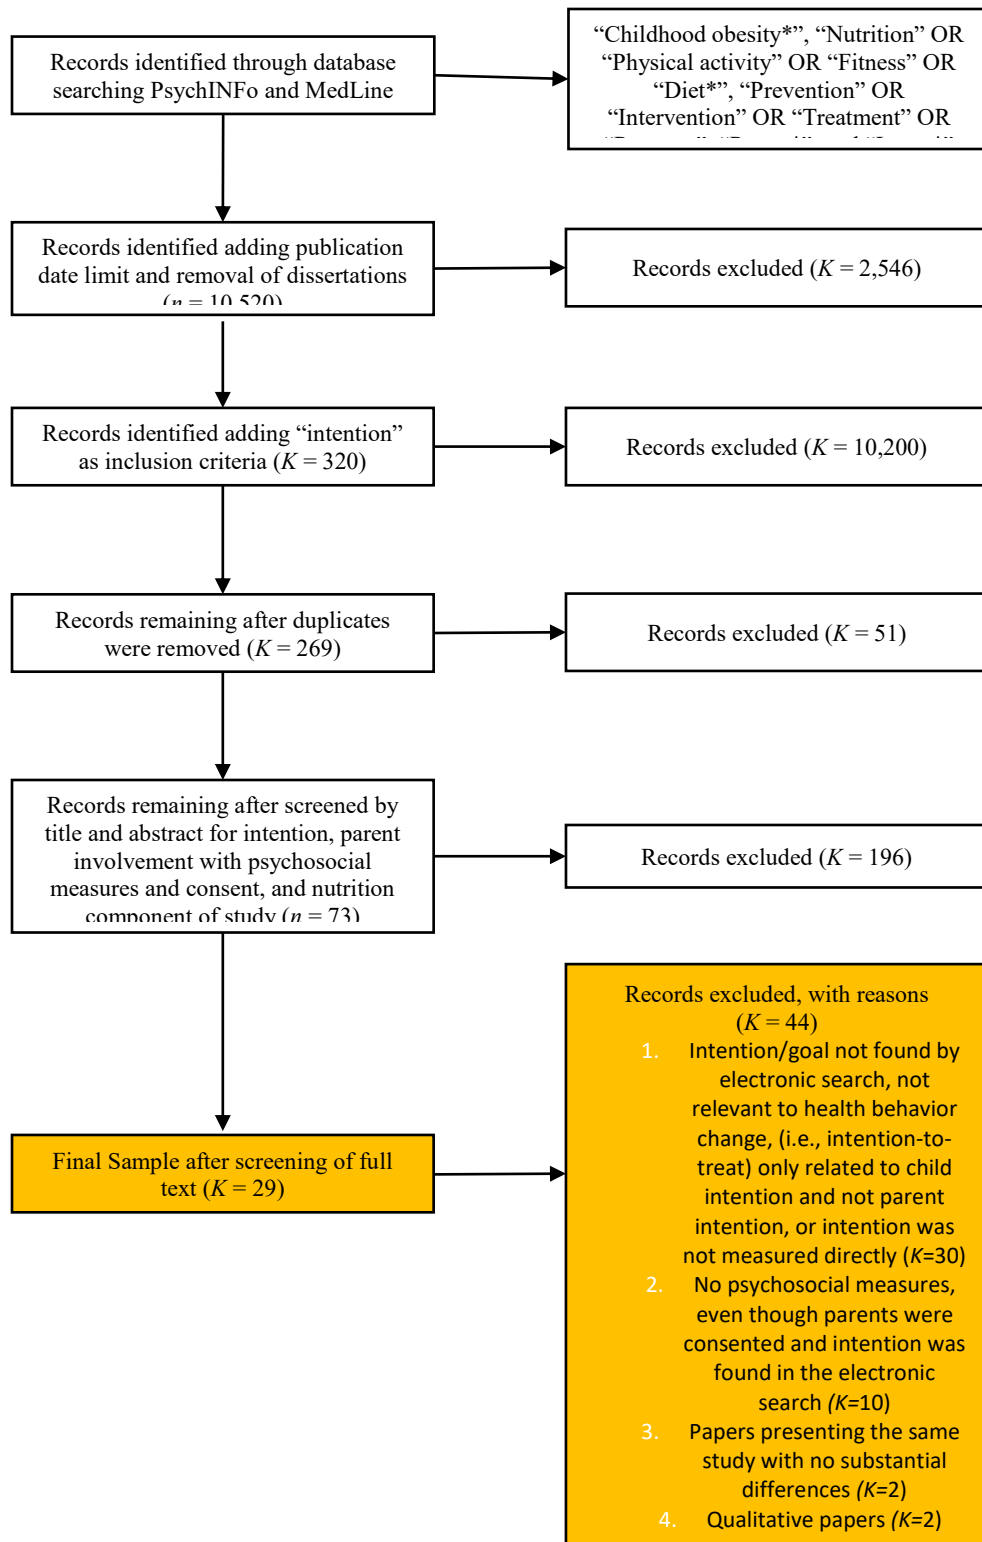 Records identified through database
searching PsychINFo and MedLine
“Childhood obesity*”, “Nutrition” OR
“Physical activity” OR “Fitness” OR
“Diet*”, “Prevention” OR
“Intervention” OR “Treatment” OR
Records identified adding publication
date limit and removal of dissertations
(n = 10,520)
Records excluded (K = 2,546)
Records identified adding “intention”
as inclusion criteria (K = 320)
Records excluded (K = 10,200)
Records remaining after duplicates
were removed (K = 269)
Records excluded (K = 51)
Records remaining after screened by
title and abstract for intention, parent
involvement with psychosocial
measures and consent, and nutrition
component of study (n = 73)
Records excluded (K = 196)
Final Sample after screening of full
text (K = 29)
Records excluded, with reasons
(K = 44)
1. Intention/goal not found by
electronic search, not
relevant to health behavior
change, (i.e., intention-to-
treat) only related to child
intention and not parent
intention, or intention was
not measured directly (K=30)
2. No psychosocial measures,
even though parents were
consented and intention was
found in the electronic
search (K=10)
3. Papers presenting the same
study with no substantial
differences (K=2)
4. Qualitative papers (K=2)